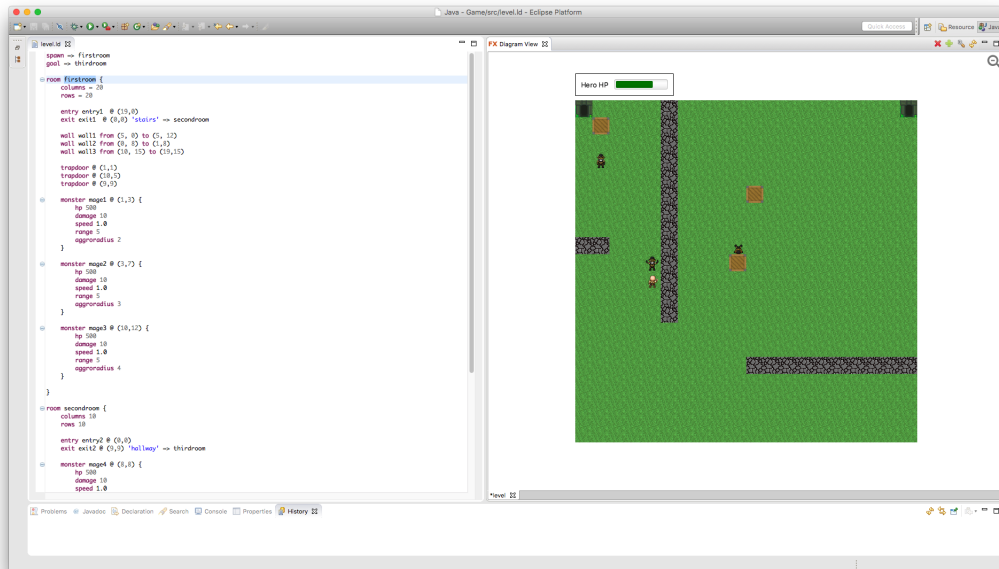 Java - Game/src/level.ld - Eclipse Platform
Quick Access
Resource
Java
level.ld
spawn => firstroom
goal => thirdroom
room firstroom {
columns = 20
rows = 20
entry entry1 @ (19,0)
exit exit1 @ (0,0) 'stairs' => secondroom
wall wall1 from (5, 0) to (5, 12)
wall wall2 from (0, 8) to (1,8)
wall wall3 from (10, 15) to (19,15)
trapdoor @ (1,1)
trapdoor @ (10,5)
trapdoor @ (9,9)
monster mage1 @ (1,3) {
hp 500
damage 10
speed 1.0
range 5
aggroradius 2
}
monster mage2 @ (3,7) {
hp 500
damage 10
speed 1.0
range 5
aggroradius 3
}
monster mage3 @ (10,12) {
hp 500
damage 10
speed 1.0
range 5
aggroradius 4
}
}
room secondroom {
columns 10
rows 10
entry entry2 @ (0,0)
exit exit2 @ (9,9) 'hallway' => thirdroom
monster mage4 @ (8,8) {
hp 500
damage 10
speed 1.0
FX Diagram View
Hero HP
*level
Problems @ Javadoc Declaration Search Console Properties History